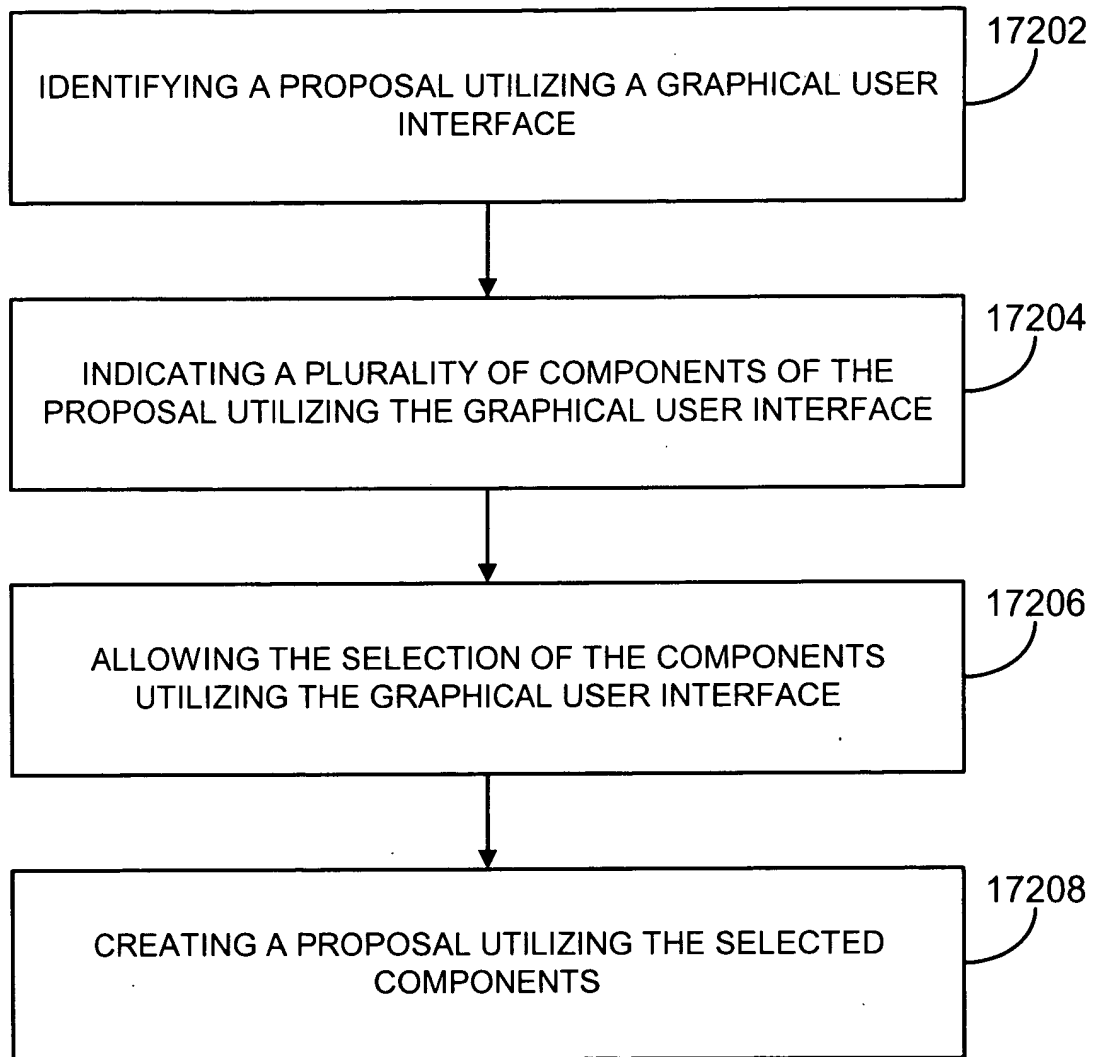 17202
IDENTIFYING A PROPOSAL UTILIZING A GRAPHICAL USER
INTERFACE
17204
INDICATING A PLURALITY OF COMPONENTS OF THE
PROPOSAL UTILIZING THE GRAPHICAL USER INTERFACE
17206
ALLOWING THE SELECTION OF THE COMPONENTS
UTILIZING THE GRAPHICAL USER INTERFACE
17208
CREATING A PROPOSAL UTILIZING THE SELECTED
COMPONENTS